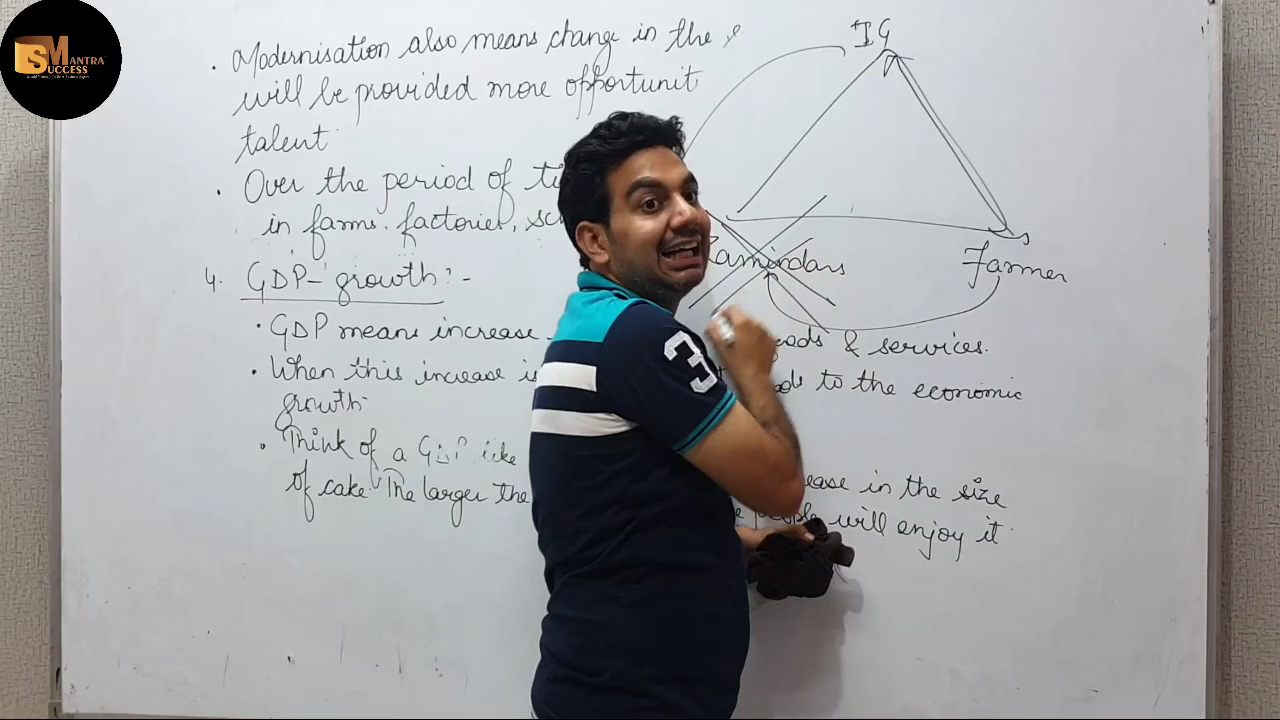 SM
MANTRA
SUCCESS
• Modernisation also means change in the
will be provided more opportunit
talent
• Over the period of ti
in farms. factories, sc
4. GDP-growth:-
• GDP means increase goods & services.
• When this increase is to the economic
growth
• Think of a GDP like ease in the size
of cake. The larger the people will enjoy it
IG
Zamindars
Farmer
3